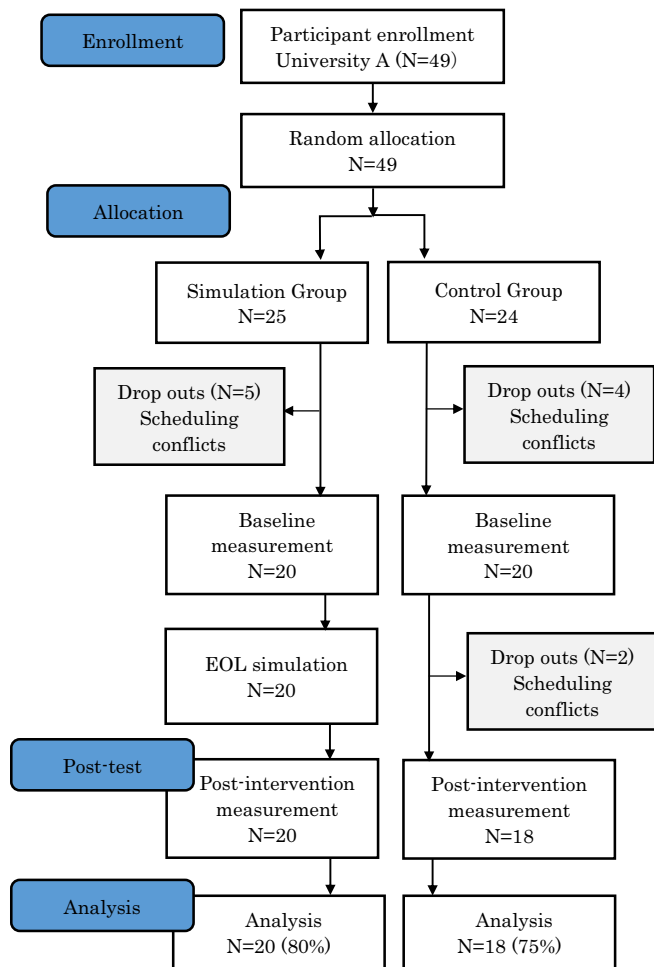 Enrollment
Participant enrollment
University A (N=49)
Random allocation
N=49
Allocation
Simulation Group
N=25
Control Group
N=24
Drop outs (N=5)
Scheduling
conflicts
Drop outs (N=4)
Scheduling
conflicts
Baseline
measurement
N=20
Baseline
measurement
N=20
EOL simulation
N=20
Drop outs (N=2)
Scheduling
conflicts
Post-test
Post-intervention
measurement
N=20
Post-intervention
measurement
N=18
Analysis
Analysis
N=20 (80%)
Analysis
N=18 (75%)